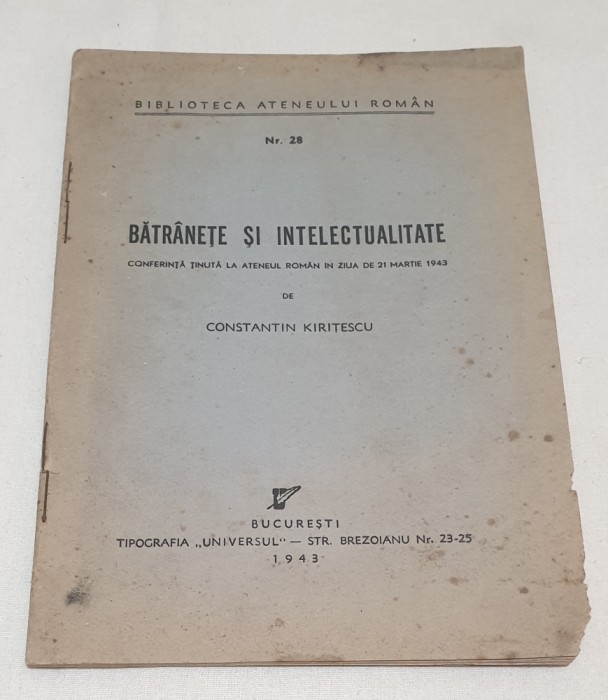 BIBLIOTECA ATENEULUI ROMÂN
Nr. 28
BĂTRÂNEȚE ȘI INTELECTUALITATE
CONFERINȚĂ ȚINUTĂ LA ATENEUL ROMÂN IN ZIUA DE 21 MARTIE 1943
DE
CONSTANTIN KIRIȚESCU
BUCUREȘTI
TIPOGRAFIA „UNIVERSUL“ — STR. BREZOIANU Nr. 23-25
1943